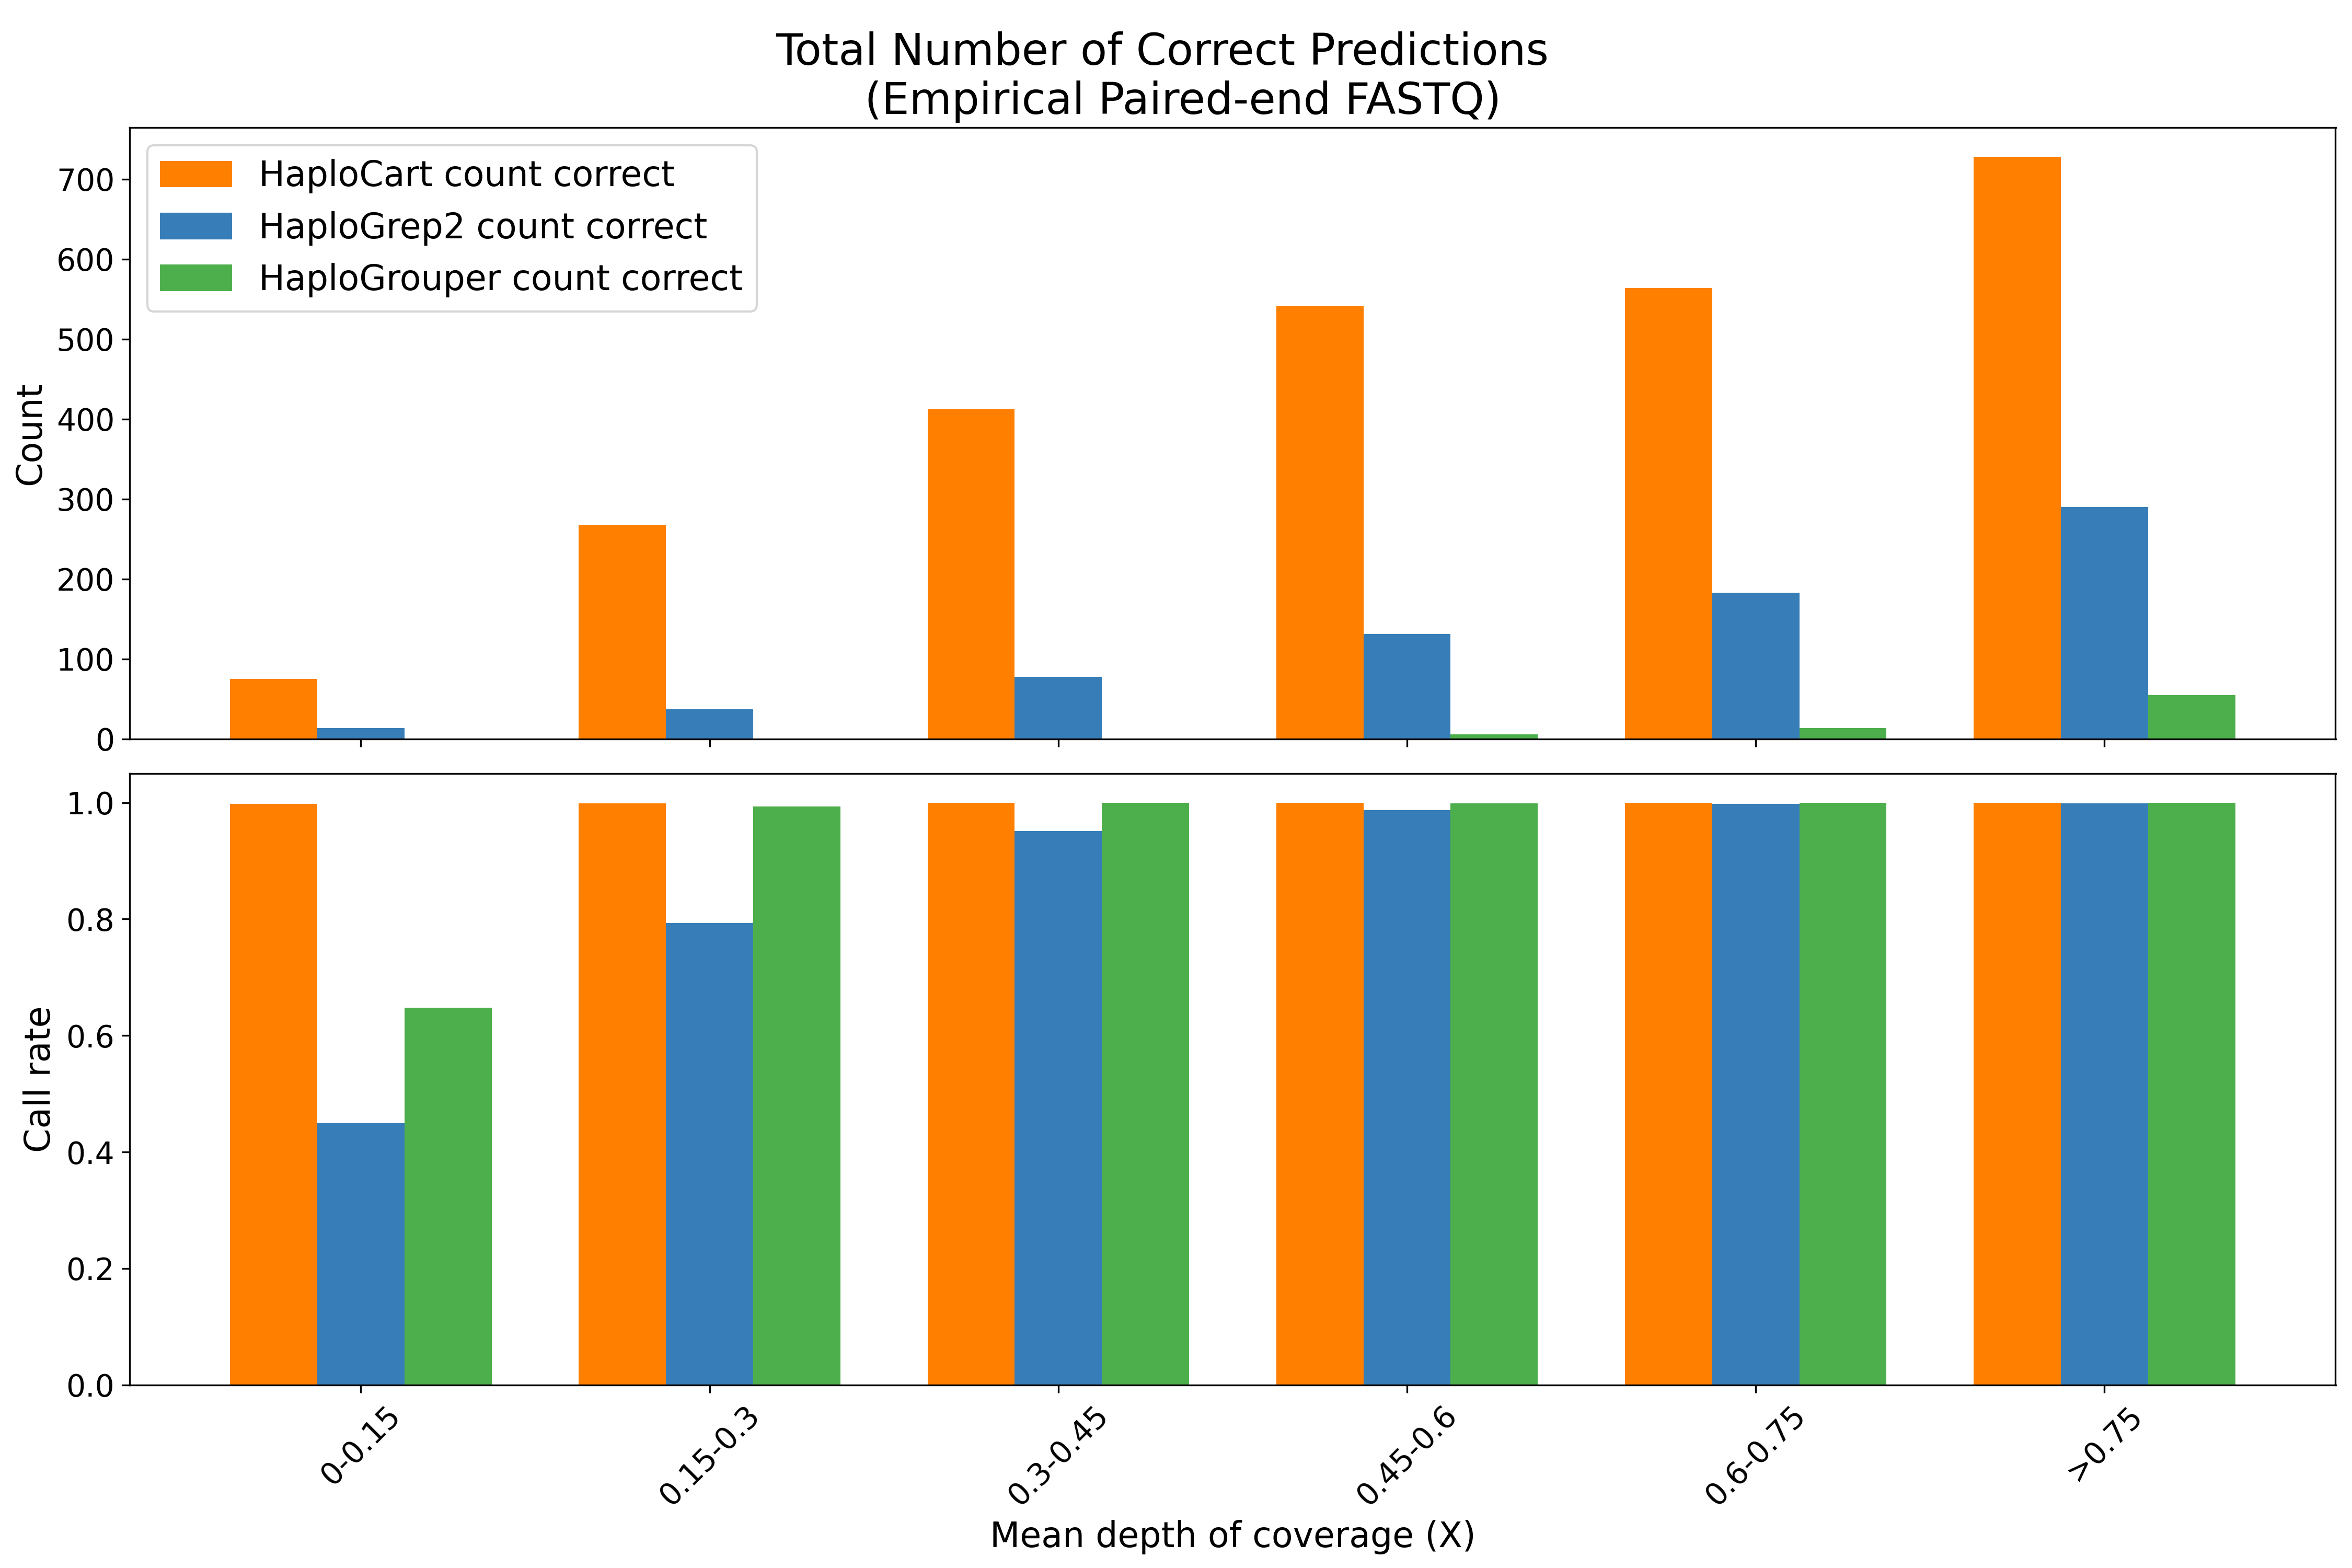 Total Number of Correct Predictions
(Empirical Paired-end FASTQ)
HaploCart count correct
HaploGrep2 count correct
HaploGrouper count correct
Count
700
600
500
400
300
200
100
0
Call rate
1.0
0.8
0.6
0.4
0.2
0.0
0-0.15
0.15-0.3
0.3-0.45
0.45-0.6
0.6-0.75
>0.75
Mean depth of coverage (X)